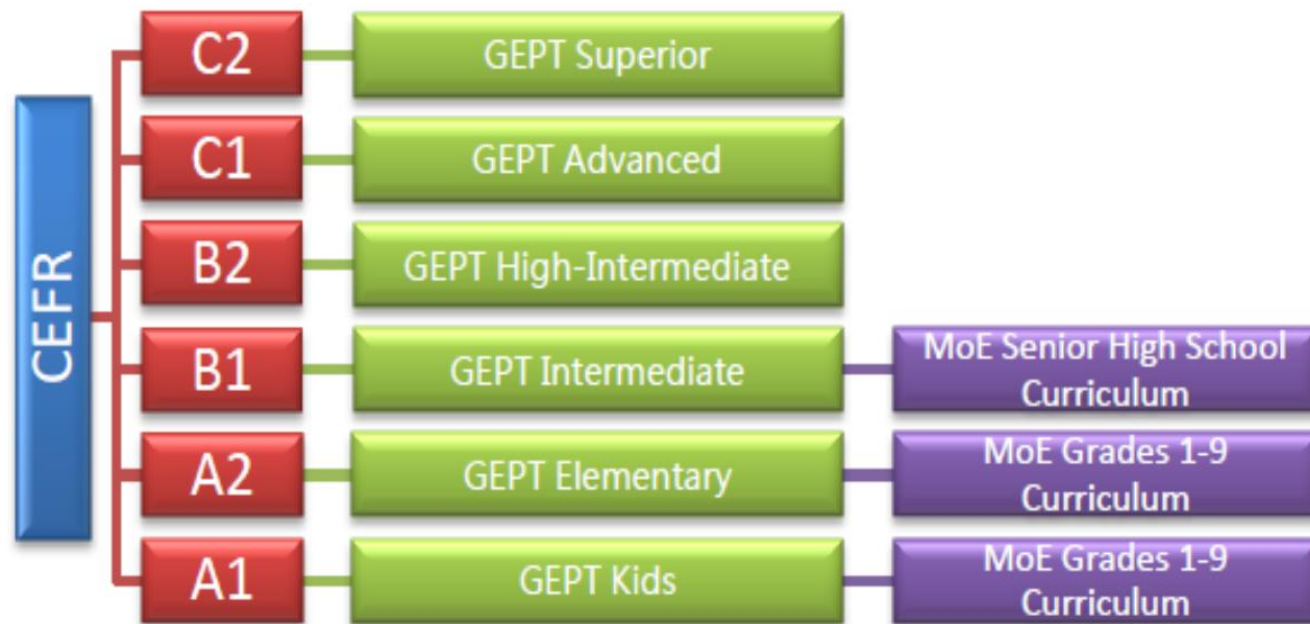 CEFR
C2
GEPT Superior
C1
GEPT Advanced
B2
GEPT High-Intermediate
B1
GEPT Intermediate
MoE Senior High School
Curriculum
A2
GEPT Elementary
MoE Grades 1-9
Curriculum
A1
GEPT Kids
MoE Grades 1-9
Curriculum